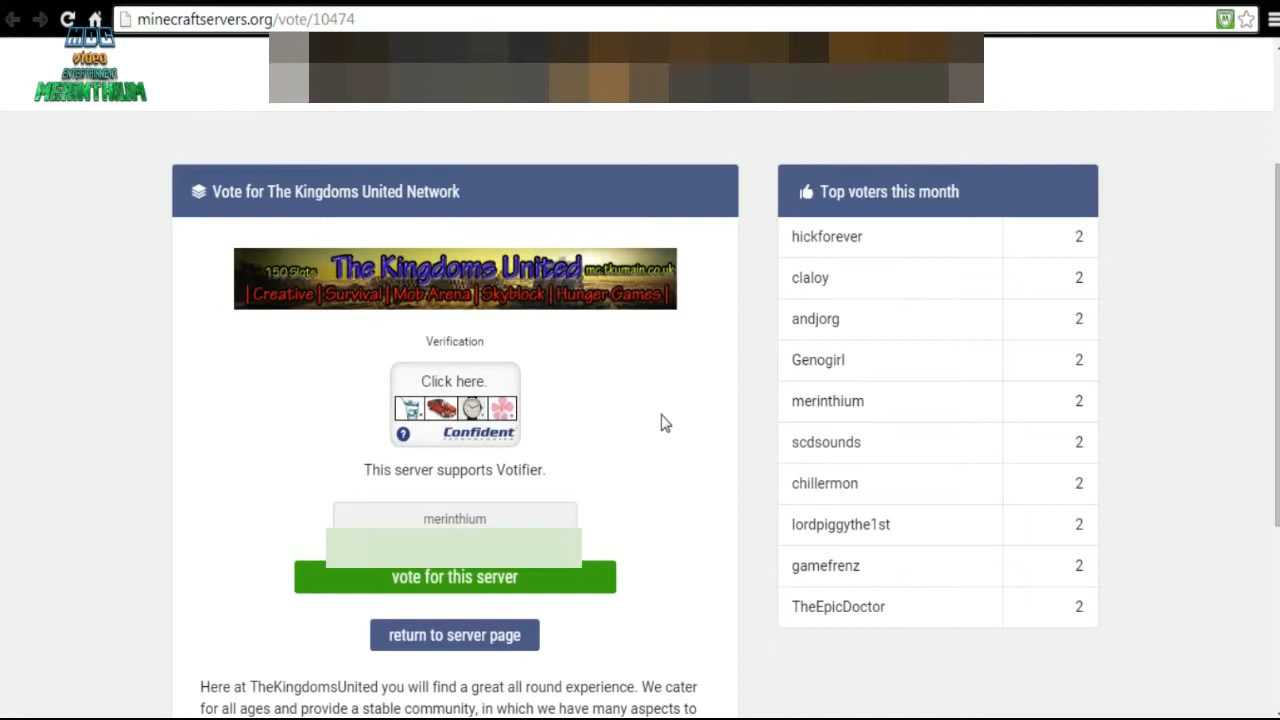 minecraftservers.org/vote/10474
MDC
video
ENTERTAINMENT
MERINTHIUM
Vote for The Kingdoms United Network
150 Slots The Kingdoms United mc.tkumain.co.uk
| Creative | Survival | Mob Arena | Skyblock | Hunger Games |
Verification
Click here.
? Confident
TECHNOLOGIES
This server supports Votifier.
merinthium
vote for this server
return to server page
Here at TheKingdomsUnited you will find a great all round experience. We cater
for all ages and provide a stable community, in which we have many aspects to
Top voters this month
hickforever 2
claloy 2
andjorg 2
Genogirl 2
merinthium 2
scdsounds 2
chillermon 2
lordpiggythe1st 2
gamefrenz 2
TheEpicDoctor 2